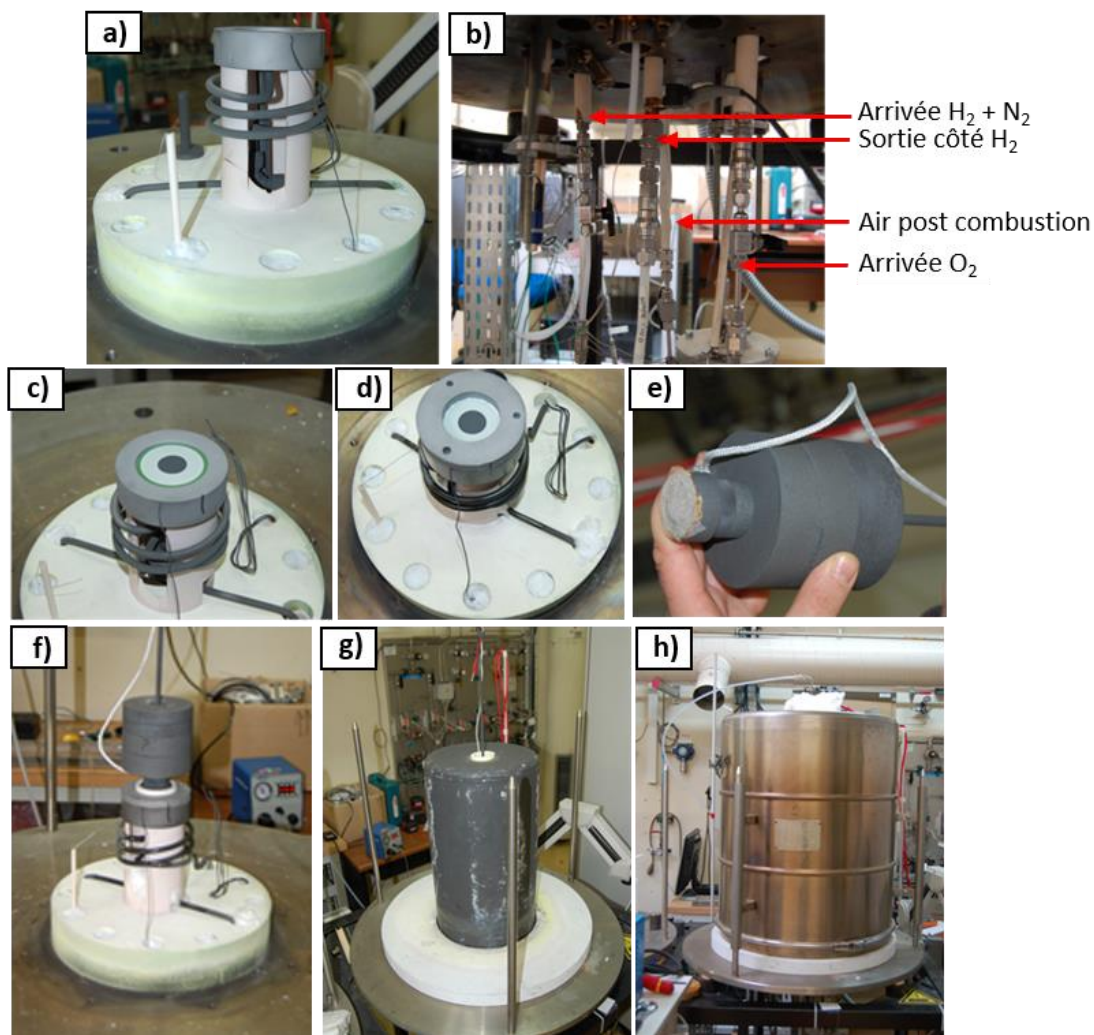 a)
b)
Arrivée H₂ + N₂
Sortie côté H₂
Air post combustion
Arrivée O₂
c)
d)
e)
f)
g)
h)